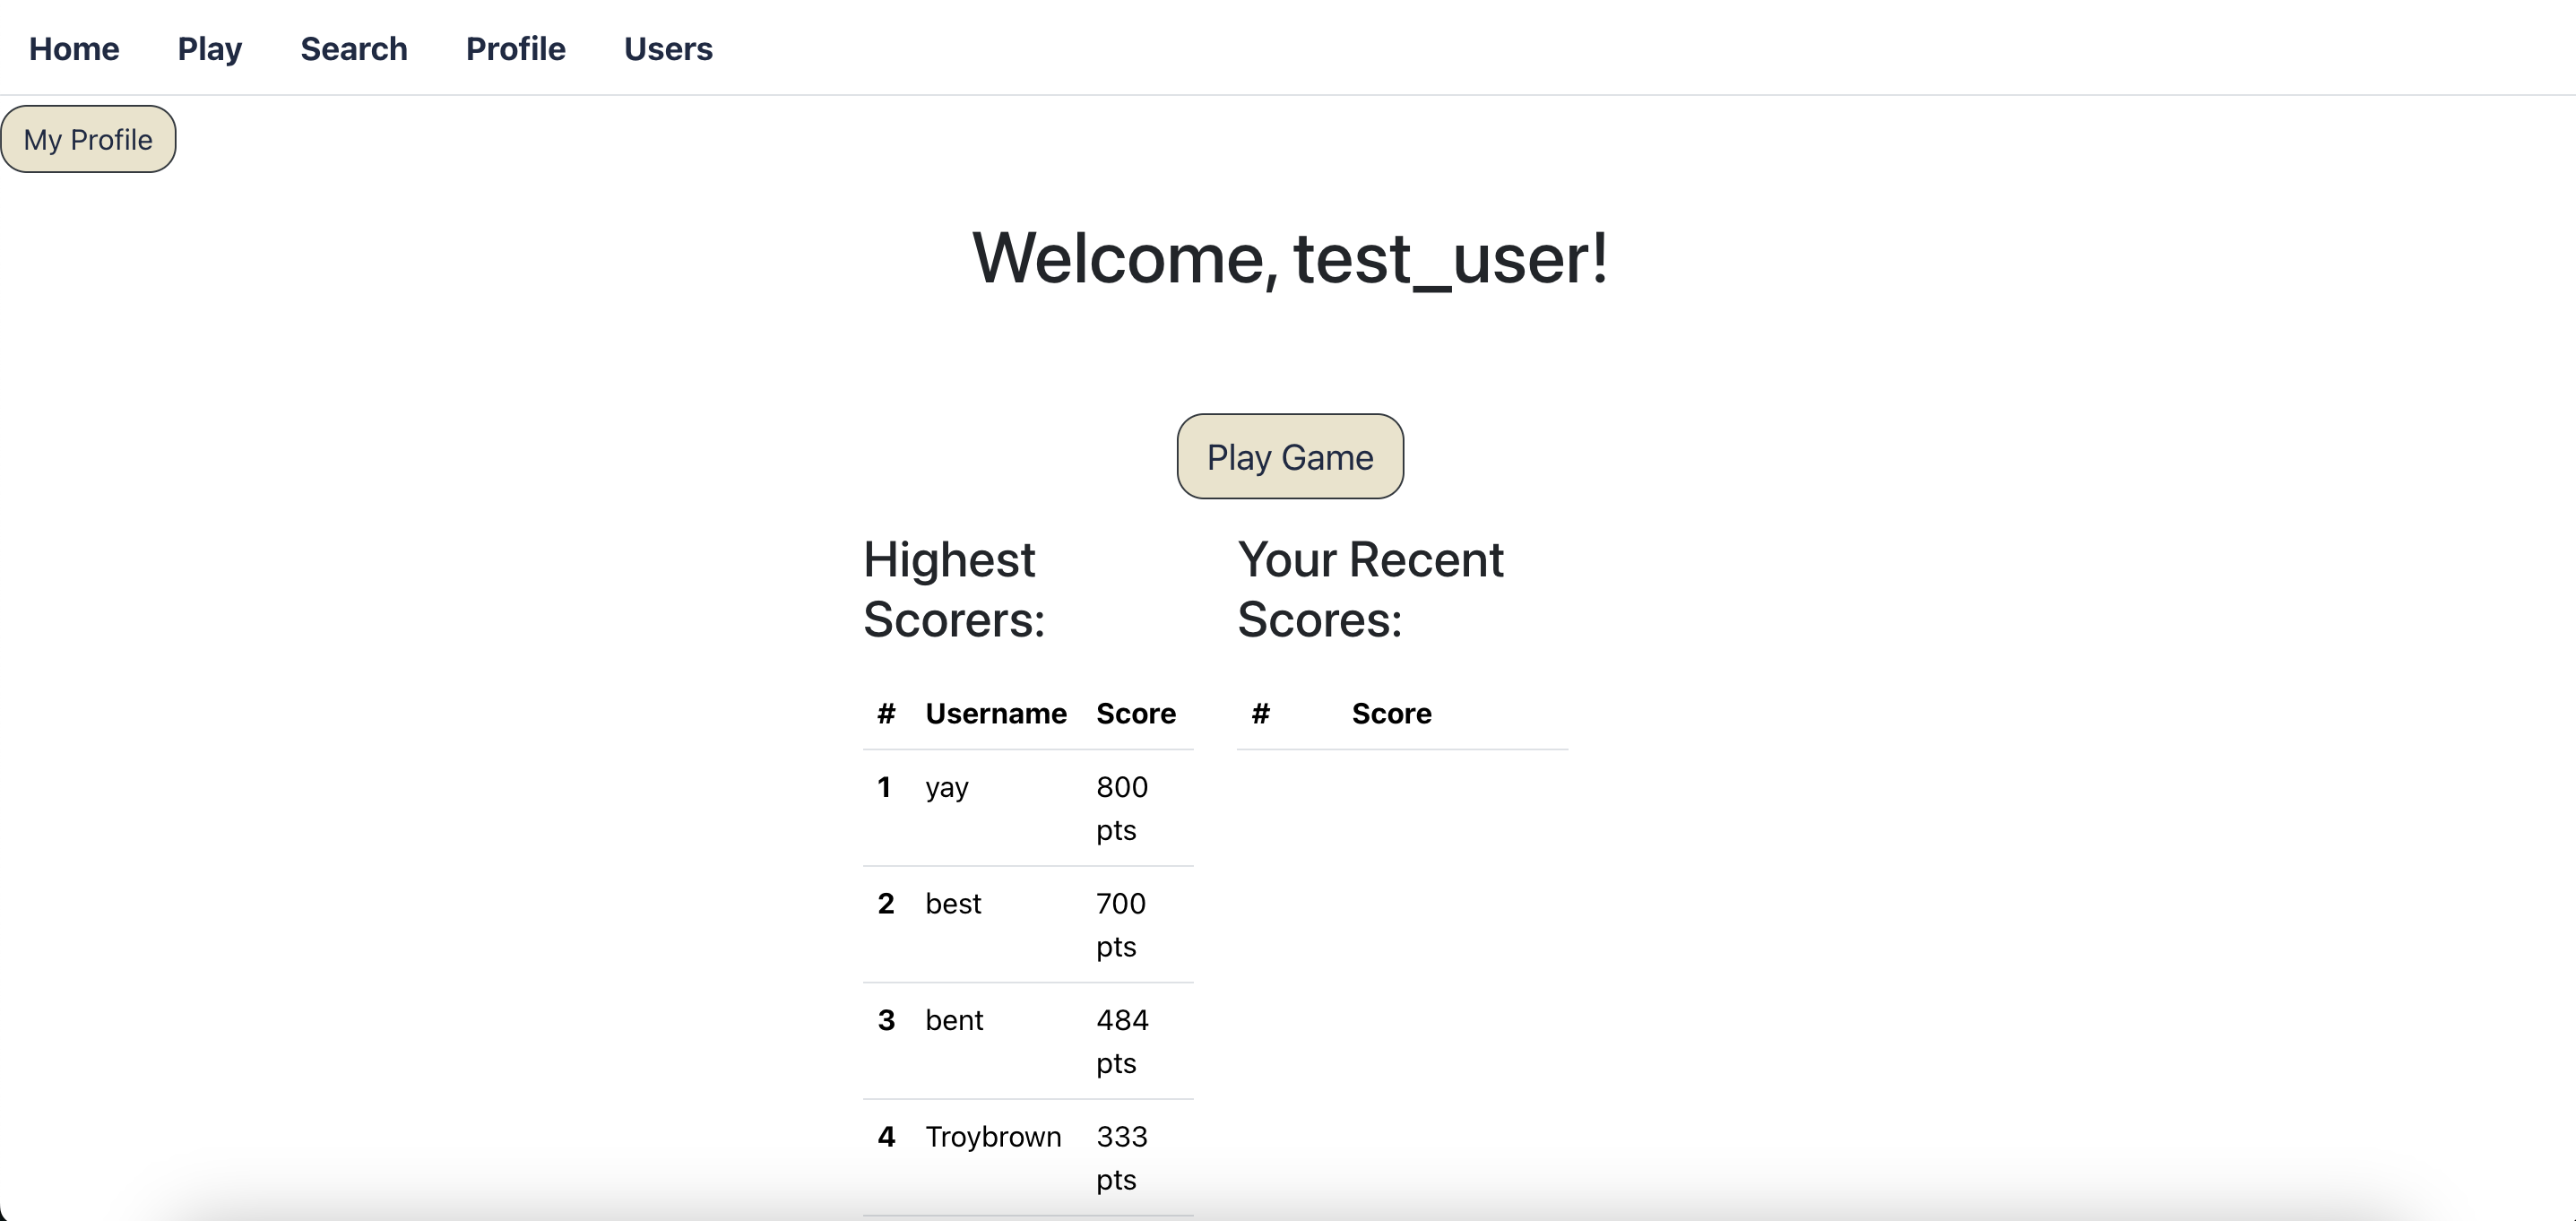 Home Play Search Profile Users
My Profile
Welcome, test_user!
Play Game
Highest
Scorers:
# Username Score
1 yay 800
pts
2 best 700
pts
3 bent 484
pts
4 Troybrown 333
pts
Your Recent
Scores:
# Score